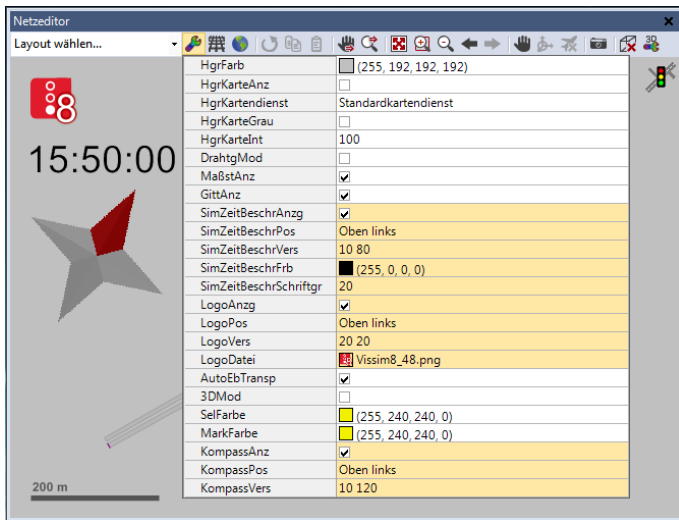 Netzeditor
Layout wählen...
8
15:50:00
HgrFarb (255, 192, 192, 192)
HgrKarteAnz
HgrKartendienst Standardkartendienst
HgrKarteGrau
HgrKarteInt 100
DrahtgMod
MaßstAnz
GittAnz
SimZeitBeschrAnzg
SimZeitBeschrPos Oben links
SimZeitBeschrVers 10 80
SimZeitBeschrFrb (255, 0, 0, 0)
SimZeitBeschrSchriftgr 20
LogoAnzg
LogoPos Oben links
LogoVers 20 20
LogoDatei Vissim8_48.png
AutoEbTransp
3DMod
SelFarbe (255, 240, 240, 0)
MarkFarbe (255, 240, 240, 0)
KompassAnz
KompassPos Oben links
KompassVers 10 120
200 m